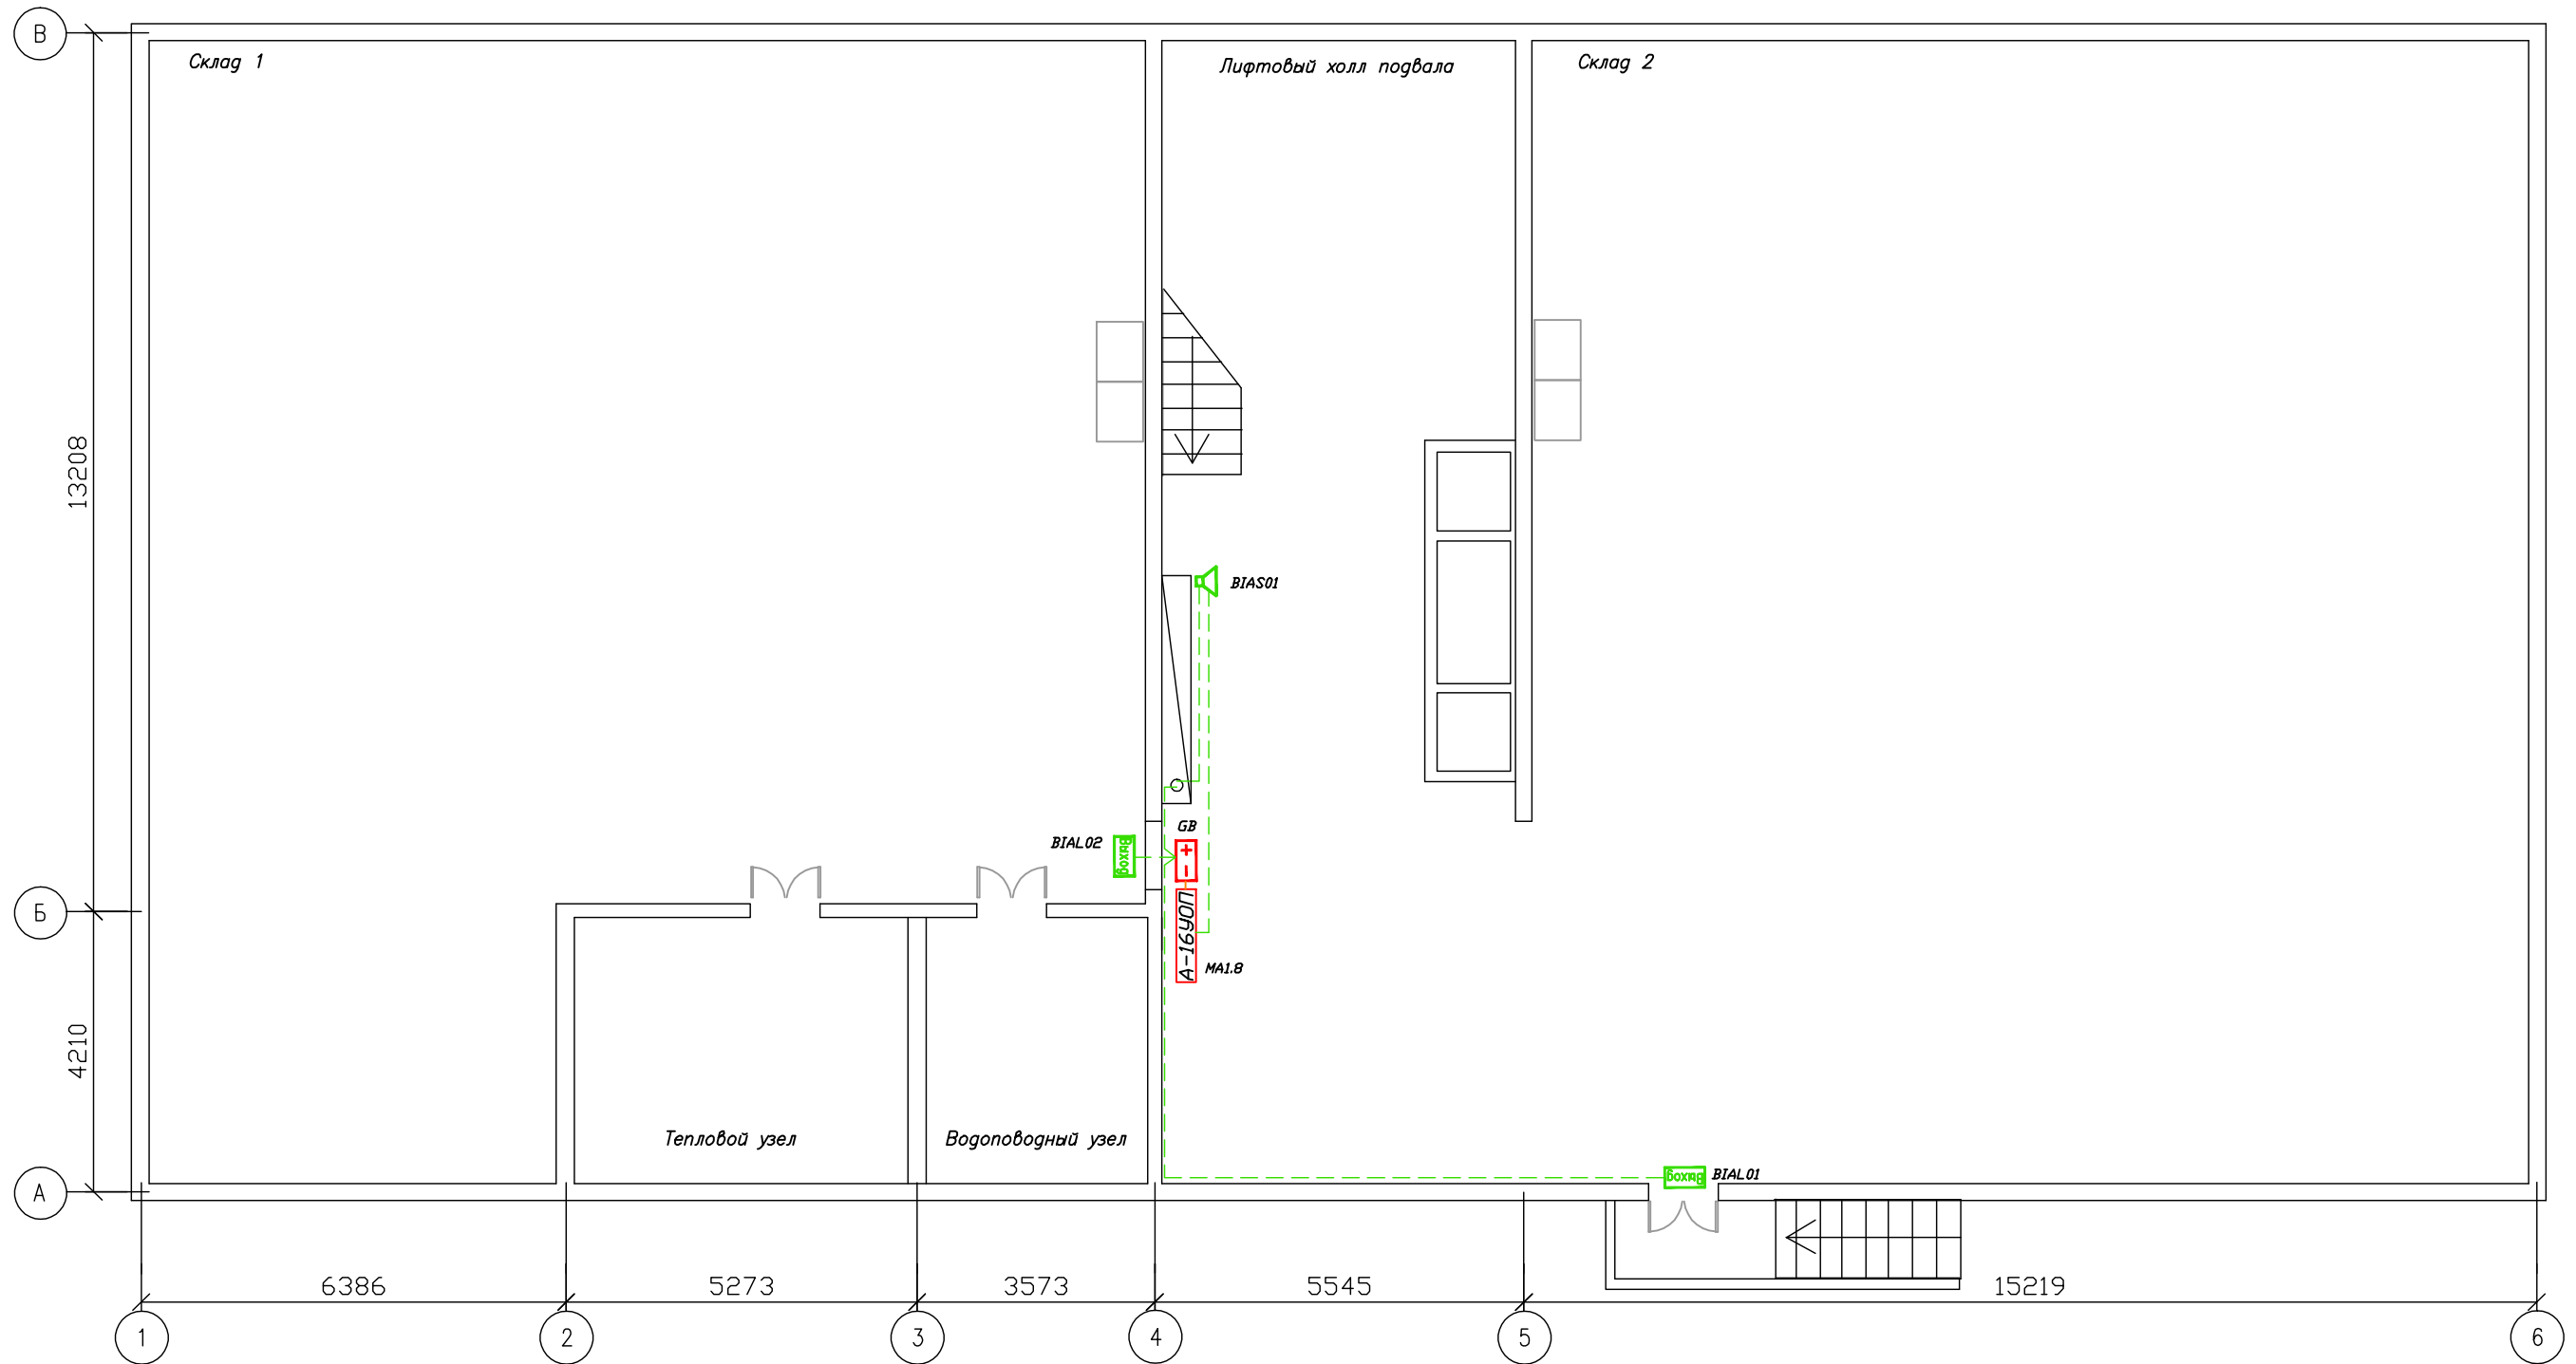 В
Склад 1
Лифтовый холл подвала
Склад 2
13208
BIAS01
GB
BIAL02
Выход
+ -
А-16УОП
МА1.8
Б
4210
Тепловой узел
Водоповодный узел
Выход
BIAL01
А
6386
5273
3573
5545
15219
1
2
3
4
5
6